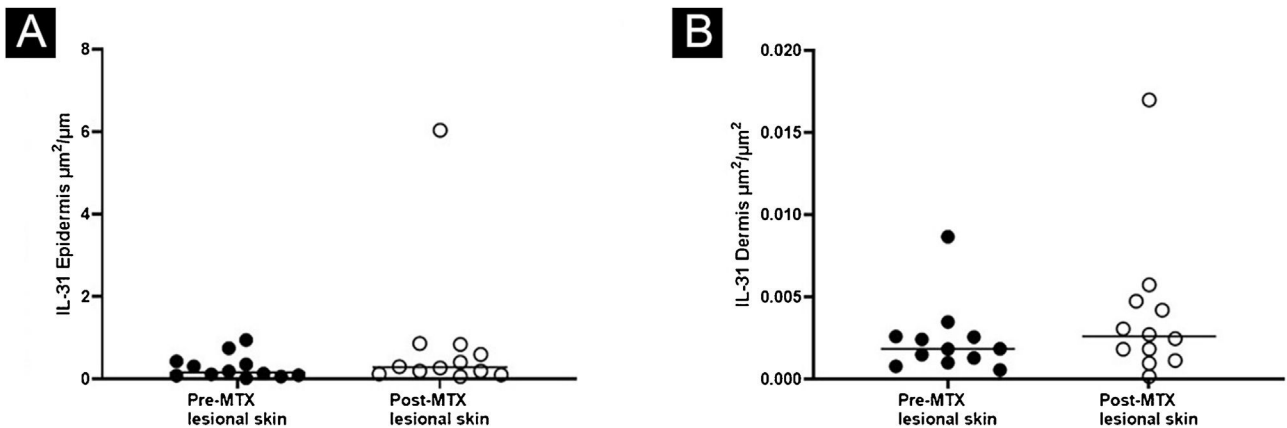 A
IL-31 Epidermis µm²/µm
8
6
4
2
0
Pre-MTX
lesional skin
Post-MTX
lesional skin
B
IL-31 Dermis µm²/µm²
0.020
0.015
0.010
0.005
0.000
Pre-MTX
lesional skin
Post-MTX
lesional skin